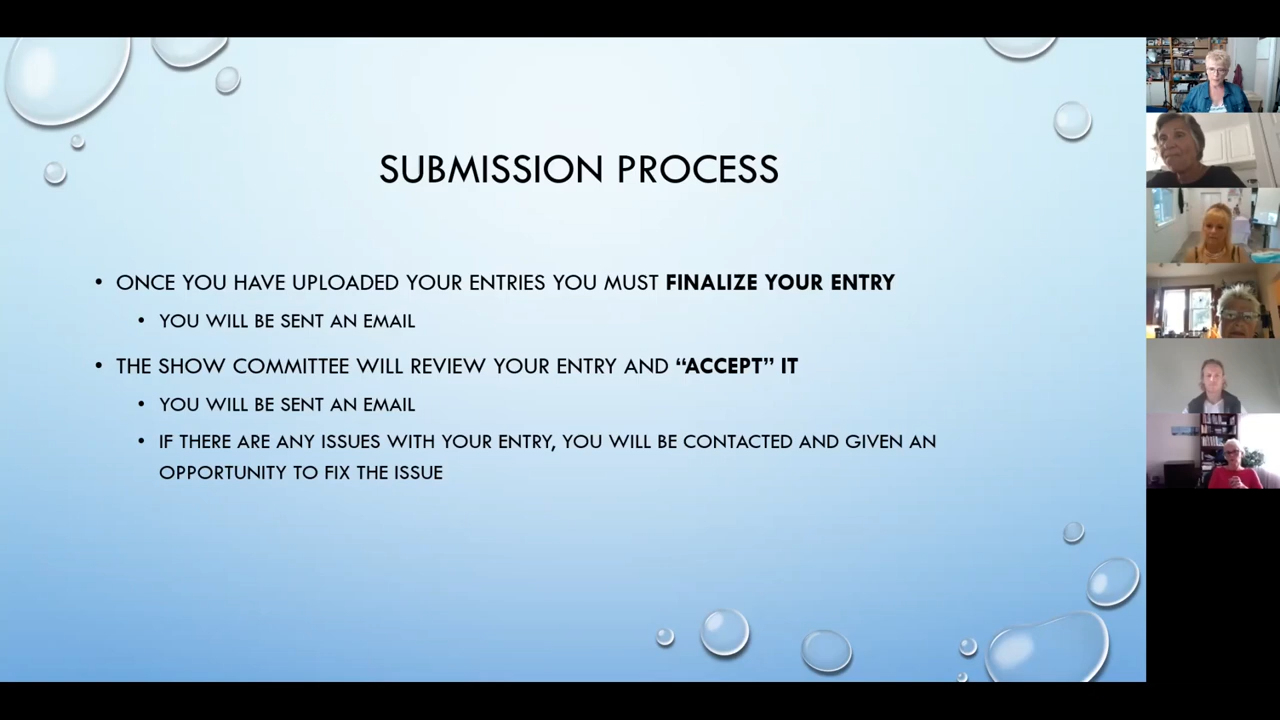 SUBMISSION PROCESS
• ONCE YOU HAVE UPLOADED YOUR ENTRIES YOU MUST FINALIZE YOUR ENTRY
• YOU WILL BE SENT AN EMAIL
• THE SHOW COMMITTEE WILL REVIEW YOUR ENTRY AND “ACCEPT” IT
• YOU WILL BE SENT AN EMAIL
• IF THERE ARE ANY ISSUES WITH YOUR ENTRY, YOU WILL BE CONTACTED AND GIVEN AN
OPPORTUNITY TO FIX THE ISSUE